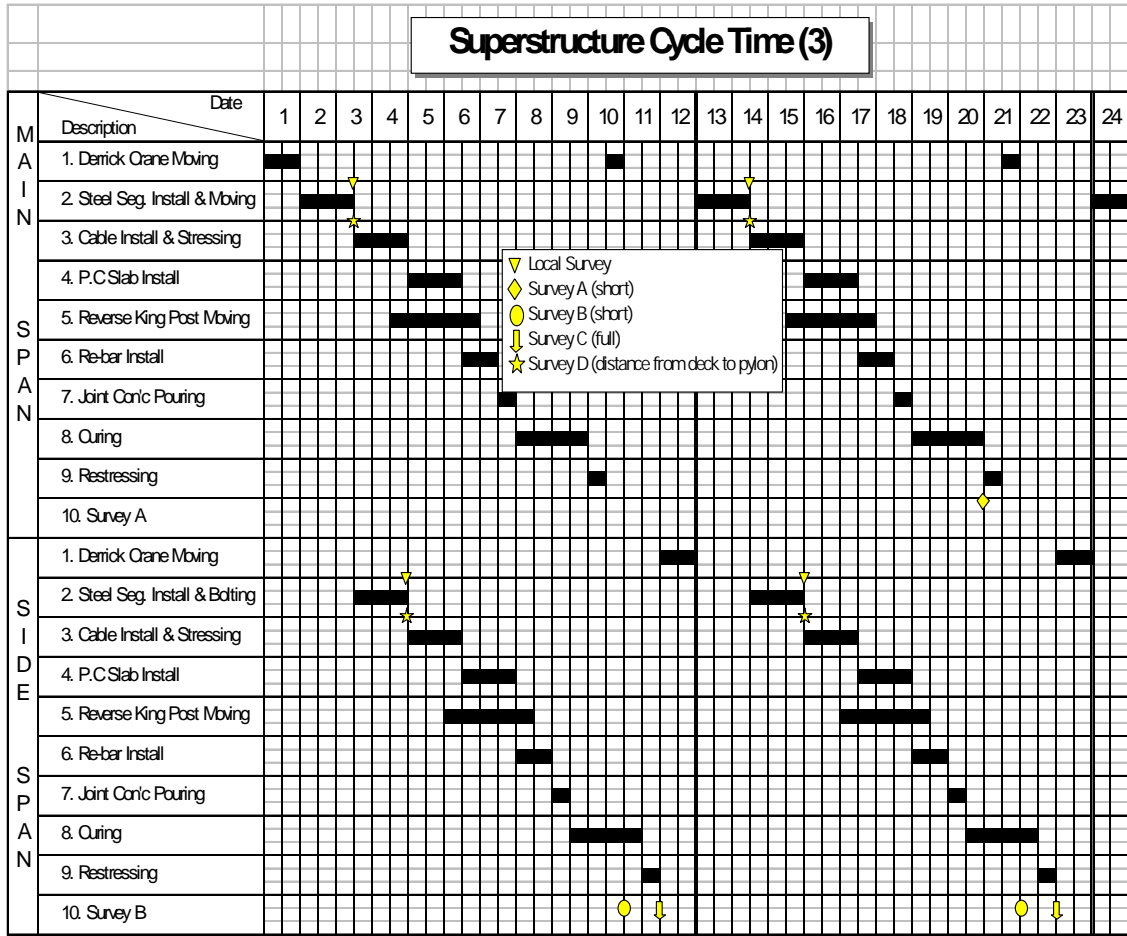 Superstructure Cycle Time (3)
Date
Description
1 2 3 4 5 6 7 8 9 10 11 12 13 14 15 16 17 18 19 20 21 22 23 24
MAIN SPAN
1. Derrick Crane Moving
2. Steel Seg. Install & Moving
3. Cable Install & Stressing
4. P.C Slab Install
5. Reverse King Post Moving
6. Re-bar Install
7. Joint Con'c Pouring
8. Curing
9. Restressing
10. Survey A
Local Survey
Survey A (short)
Survey B (short)
Survey C (full)
Survey D (distance from deck to pylon)
SIDE SPAN
1. Derrick Crane Moving
2. Steel Seg. Install & Bolting
3. Cable Install & Stressing
4. P.C Slab Install
5. Reverse King Post Moving
6. Re-bar Install
7. Joint Con'c Pouring
8. Curing
9. Restressing
10. Survey B